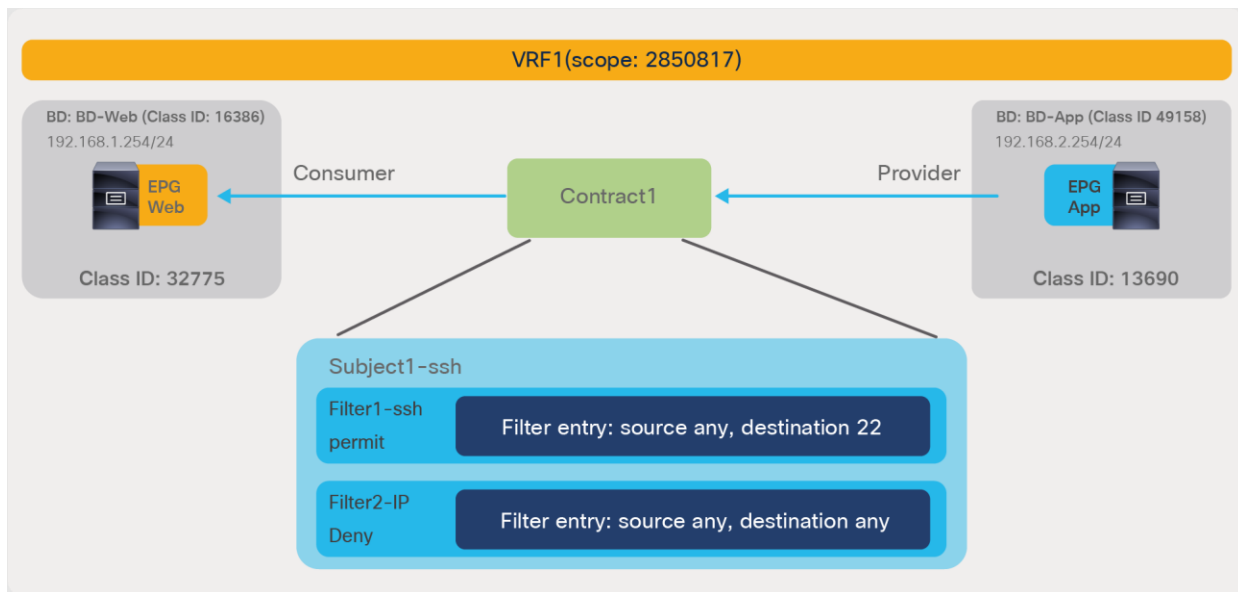 VRF1(scope: 2850817)
BD: BD-Web (Class ID: 16386)
192.168.1.254/24
EPG
Web
Class ID: 32775
Consumer
Contract1
Provider
BD: BD-App (Class ID 49158)
192.168.2.254/24
EPG
App
Class ID: 13690
Subject1-ssh
Filter1-ssh
permit
Filter entry: source any, destination 22
Filter2-IP
Deny
Filter entry: source any, destination any